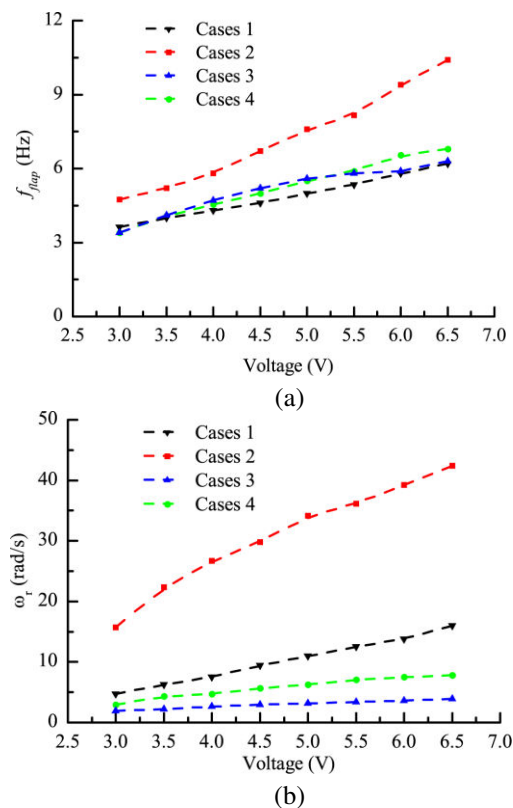 Cases 1
Cases 2
Cases 3
Cases 4
12
9
6
3
0
f_flap (Hz)
2.5 3.0 3.5 4.0 4.5 5.0 5.5 6.0 6.5 7.0
Voltage (V)
(a)
Cases 1
Cases 2
Cases 3
Cases 4
50
40
30
20
10
0
ω_r (rad/s)
2.5 3.0 3.5 4.0 4.5 5.0 5.5 6.0 6.5 7.0
Voltage (V)
(b)